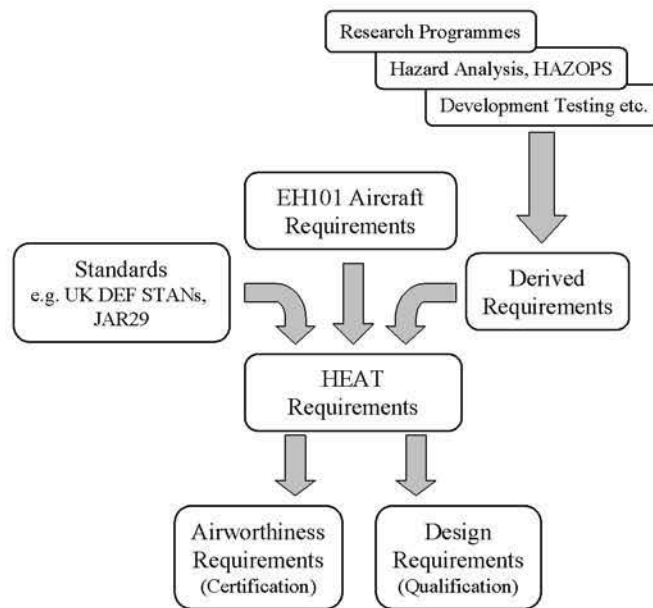 Research Programmes
Hazard Analysis, HAZOPS
Development Testing etc.
EH101 Aircraft
Requirements
Standards
e.g. UK DEF STANs,
JAR29
Derived
Requirements
HEAT
Requirements
Airworthiness
Requirements
(Certification)
Design
Requirements
(Qualification)